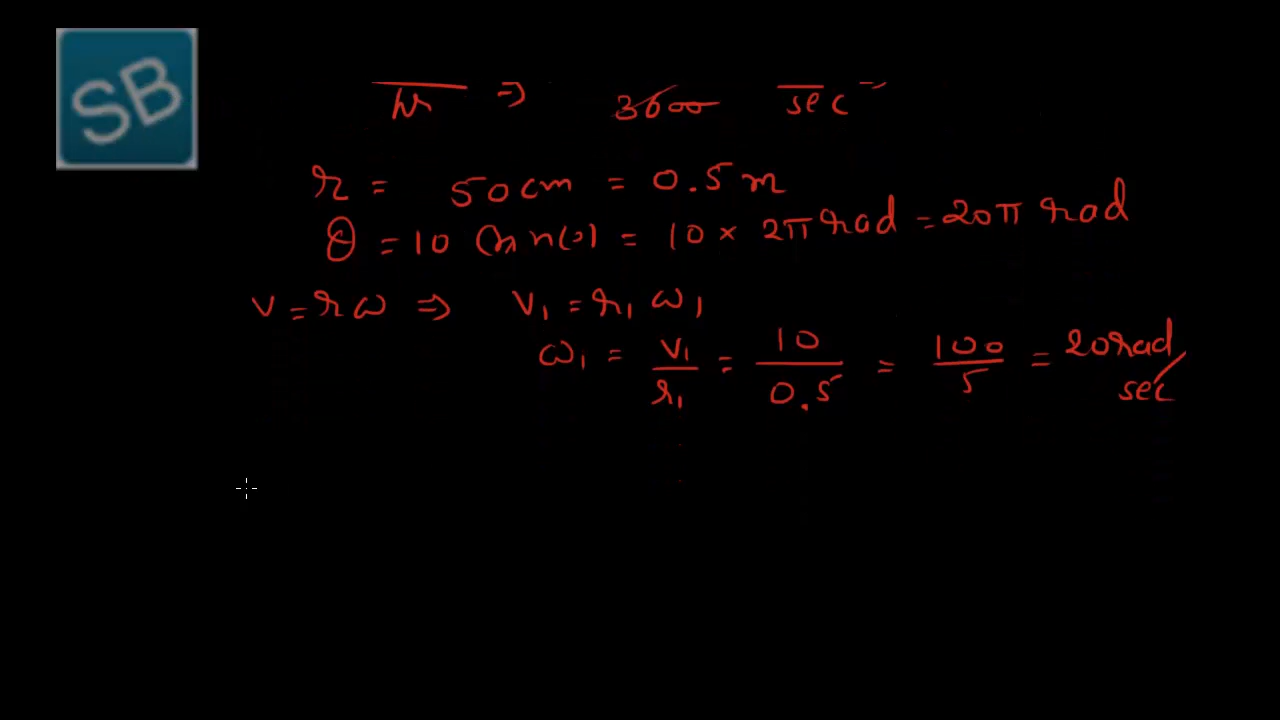 SB
hr ⇒ 3600 sec
r = 50cm = 0.5m
θ = 10 = 10 × 2π rad = 20π rad
v = rω ⇒ v₁ = r₁ ω₁
ω₁ = v₁/r₁ = 10/0.5 = 100/5 = 20 rad/sec